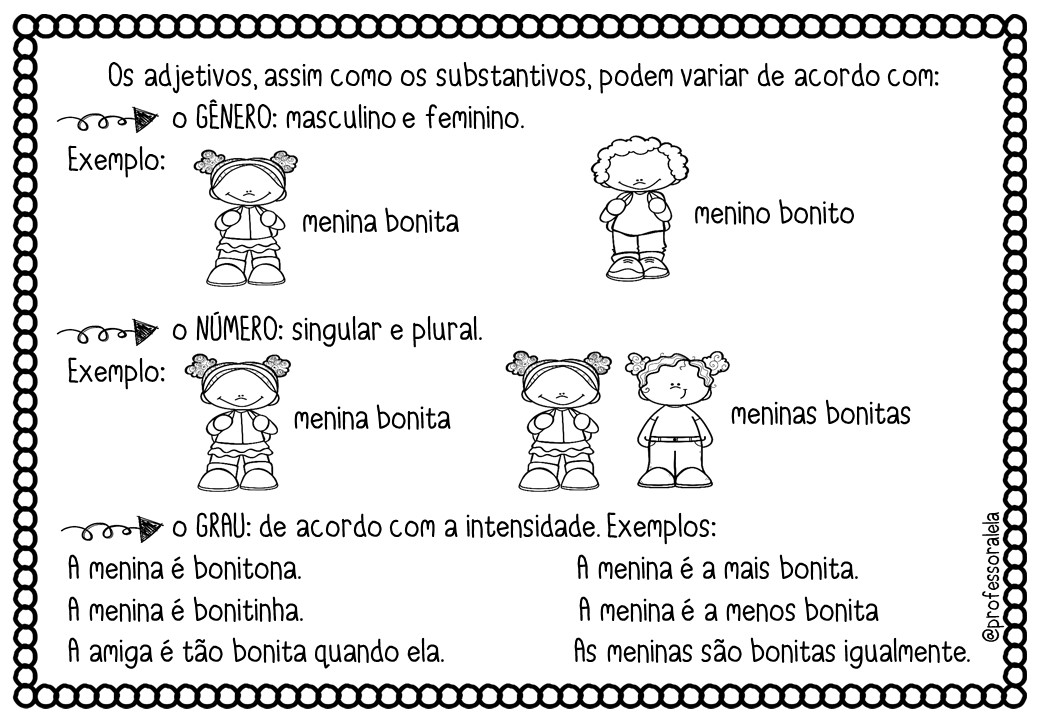 Os adjetivos, assim como os substantivos, podem variar de acordo com:
o GÊNERO: masculino e feminino.
Exemplo:
menina bonita
menino bonito
o NÚMERO: singular e plural.
Exemplo:
menina bonita
meninas bonitas
o GRAU: de acordo com a intensidade. Exemplos:
A menina é bonitona.
A menina é a mais bonita.
A menina é bonitinha.
A menina é a menos bonita
A amiga é tão bonita quando ela.
As meninas são bonitas igualmente.
@professoralela